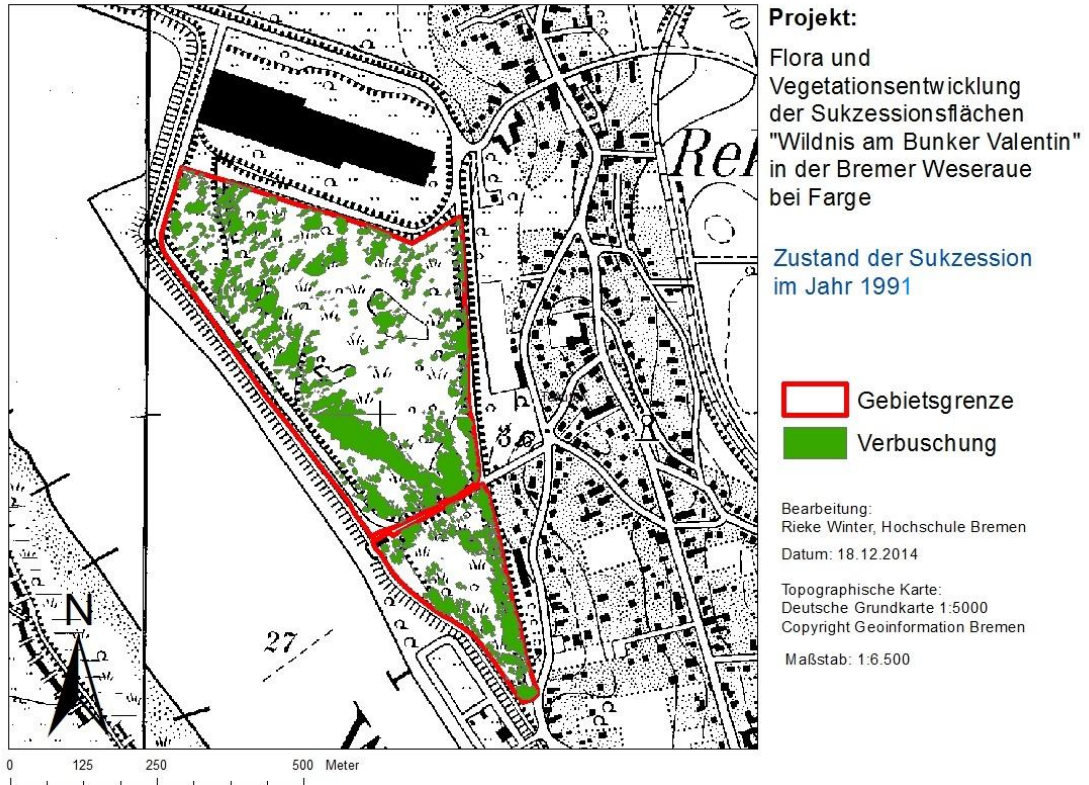 Projekt:
Flora und
Vegetationsentwicklung
der Sukzessionsflächen
"Wildnis am Bunker Valentin"
in der Bremer Weseraue
bei Farge
Zustand der Sukzession
im Jahr 1991
Gebietsgrenze
Verbuschung
Bearbeitung:
Rieke Winter, Hochschule Bremen
Datum: 18.12.2014
Topographische Karte:
Deutsche Grundkarte 1:5000
Copyright Geoinformation Bremen
Maßstab: 1:6.500
10
Rek
N
27
W
0 125 250 500 Meter